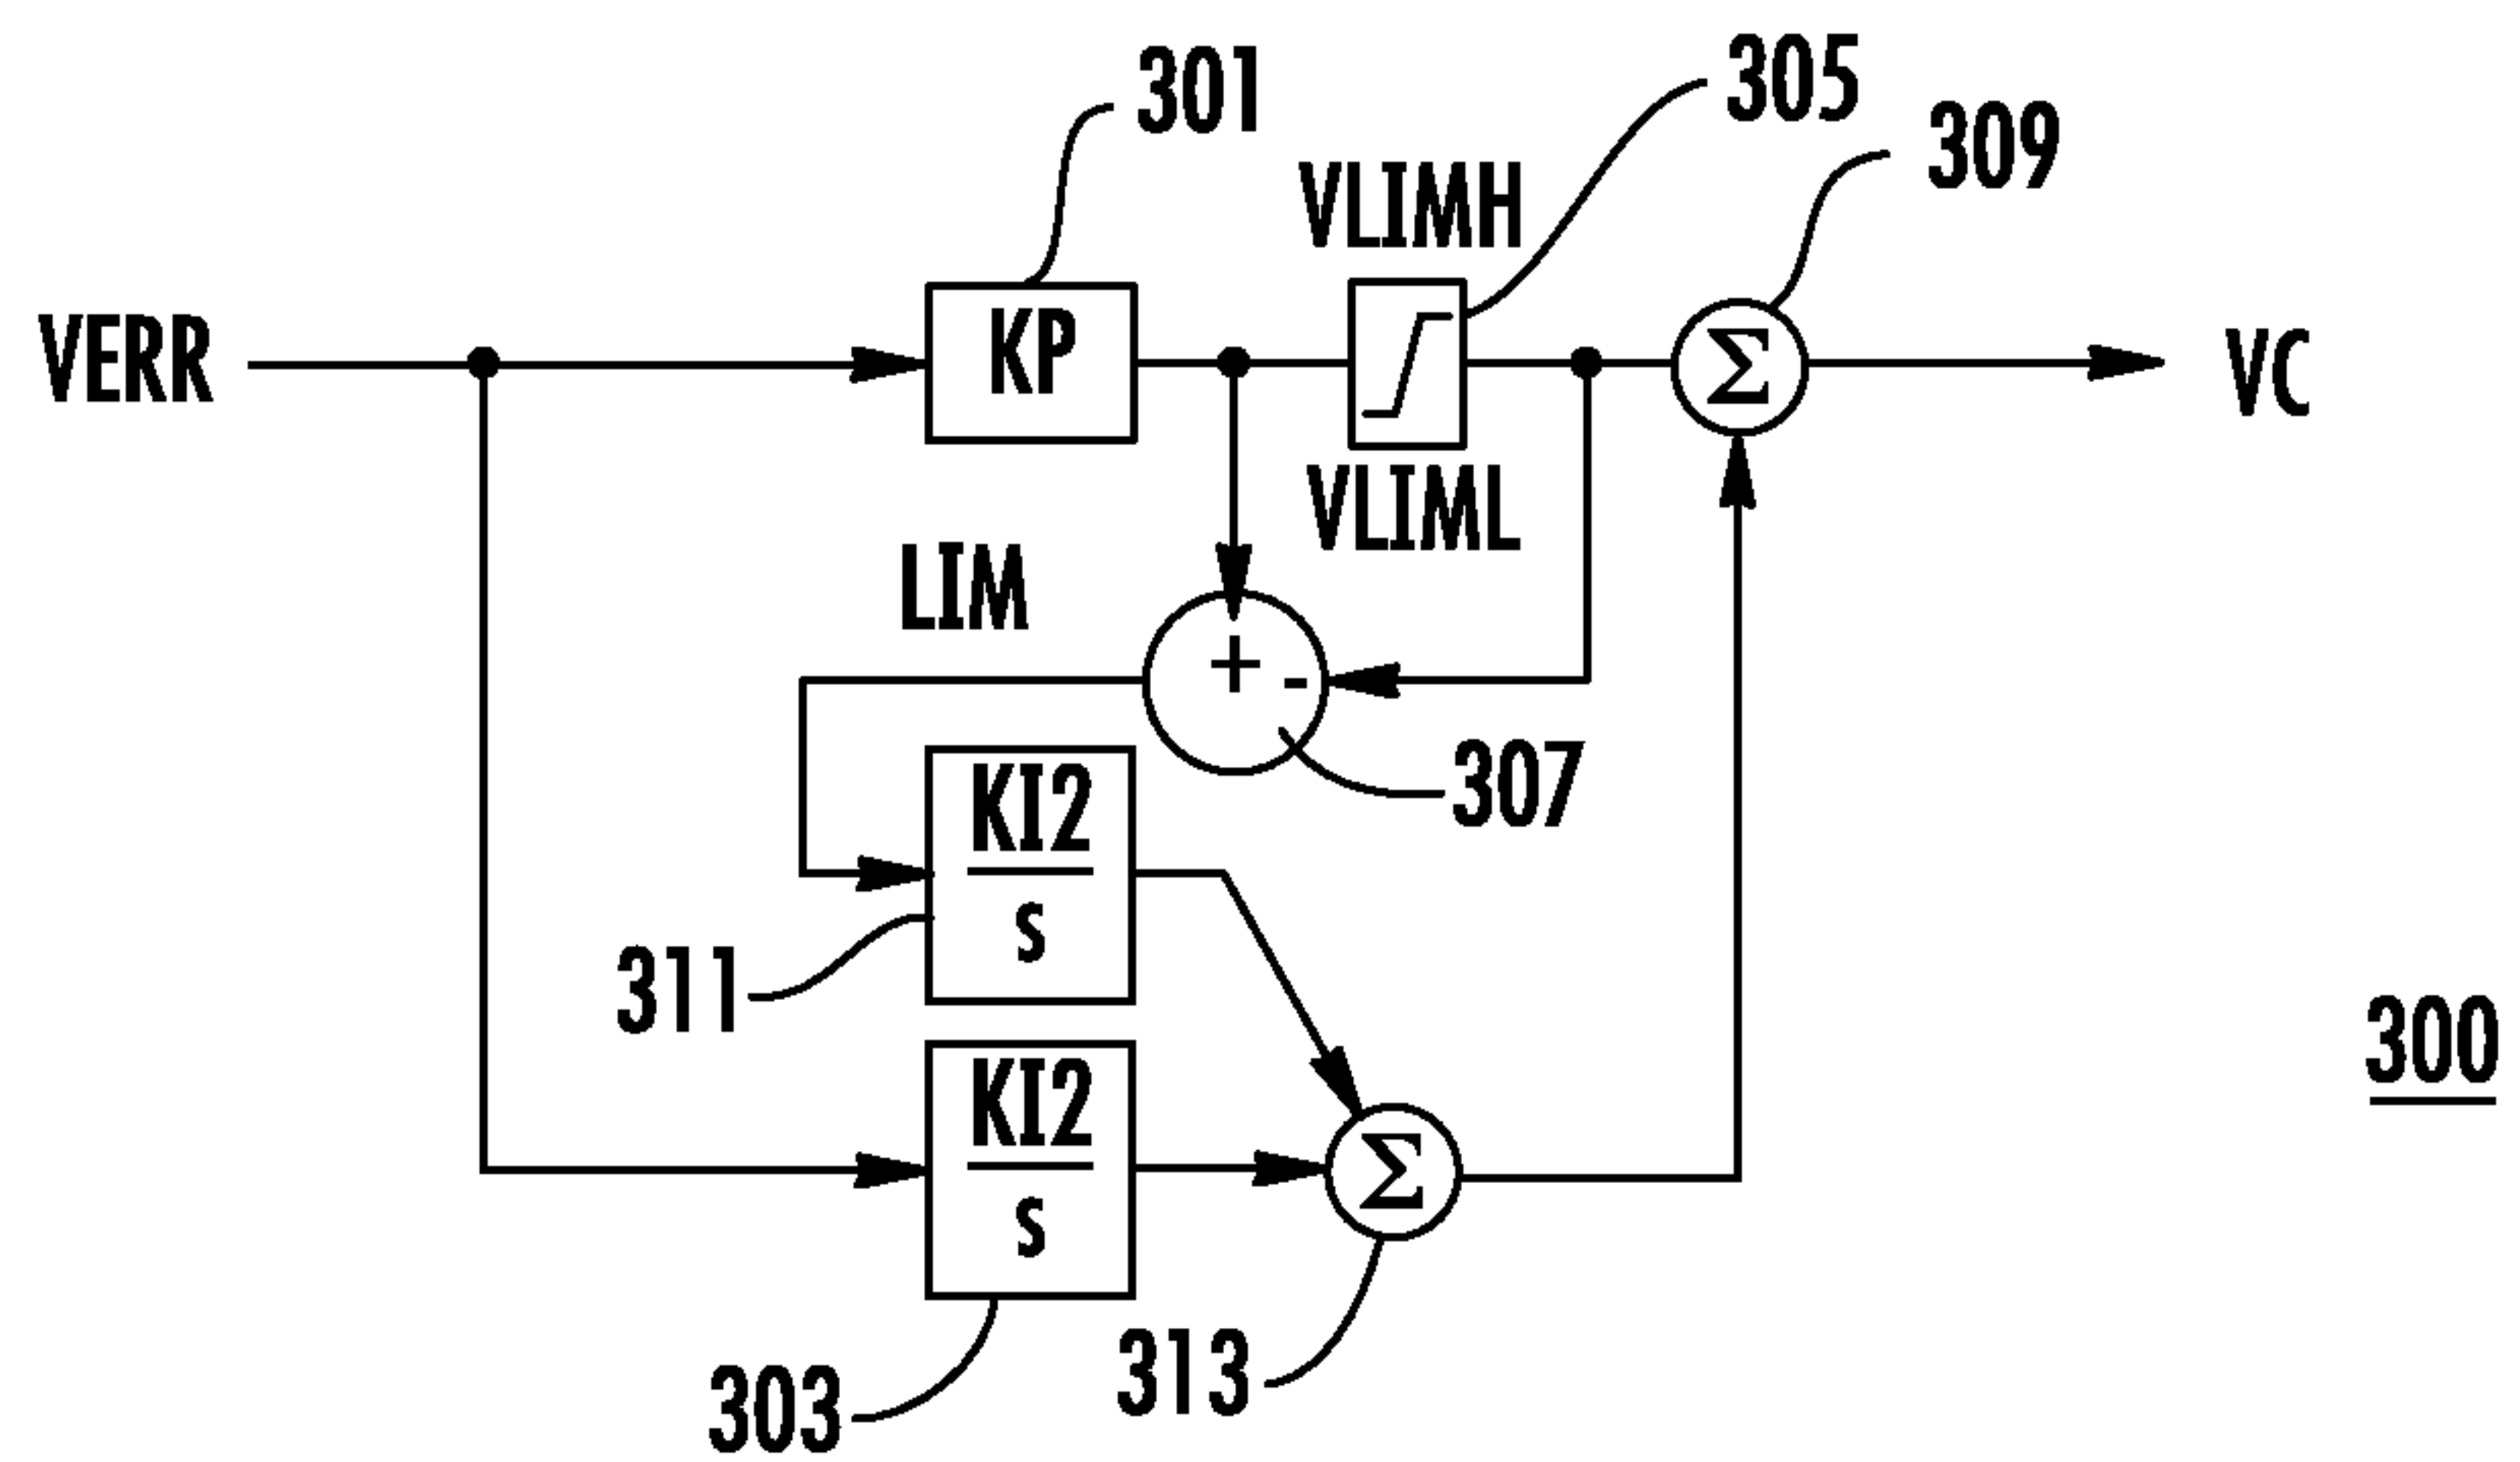 301
305
309
VLIMH
VERR
KP
Σ
VC
VLIML
LIM
+
-
307
KI2
s
311
300
KI2
s
Σ
313
303